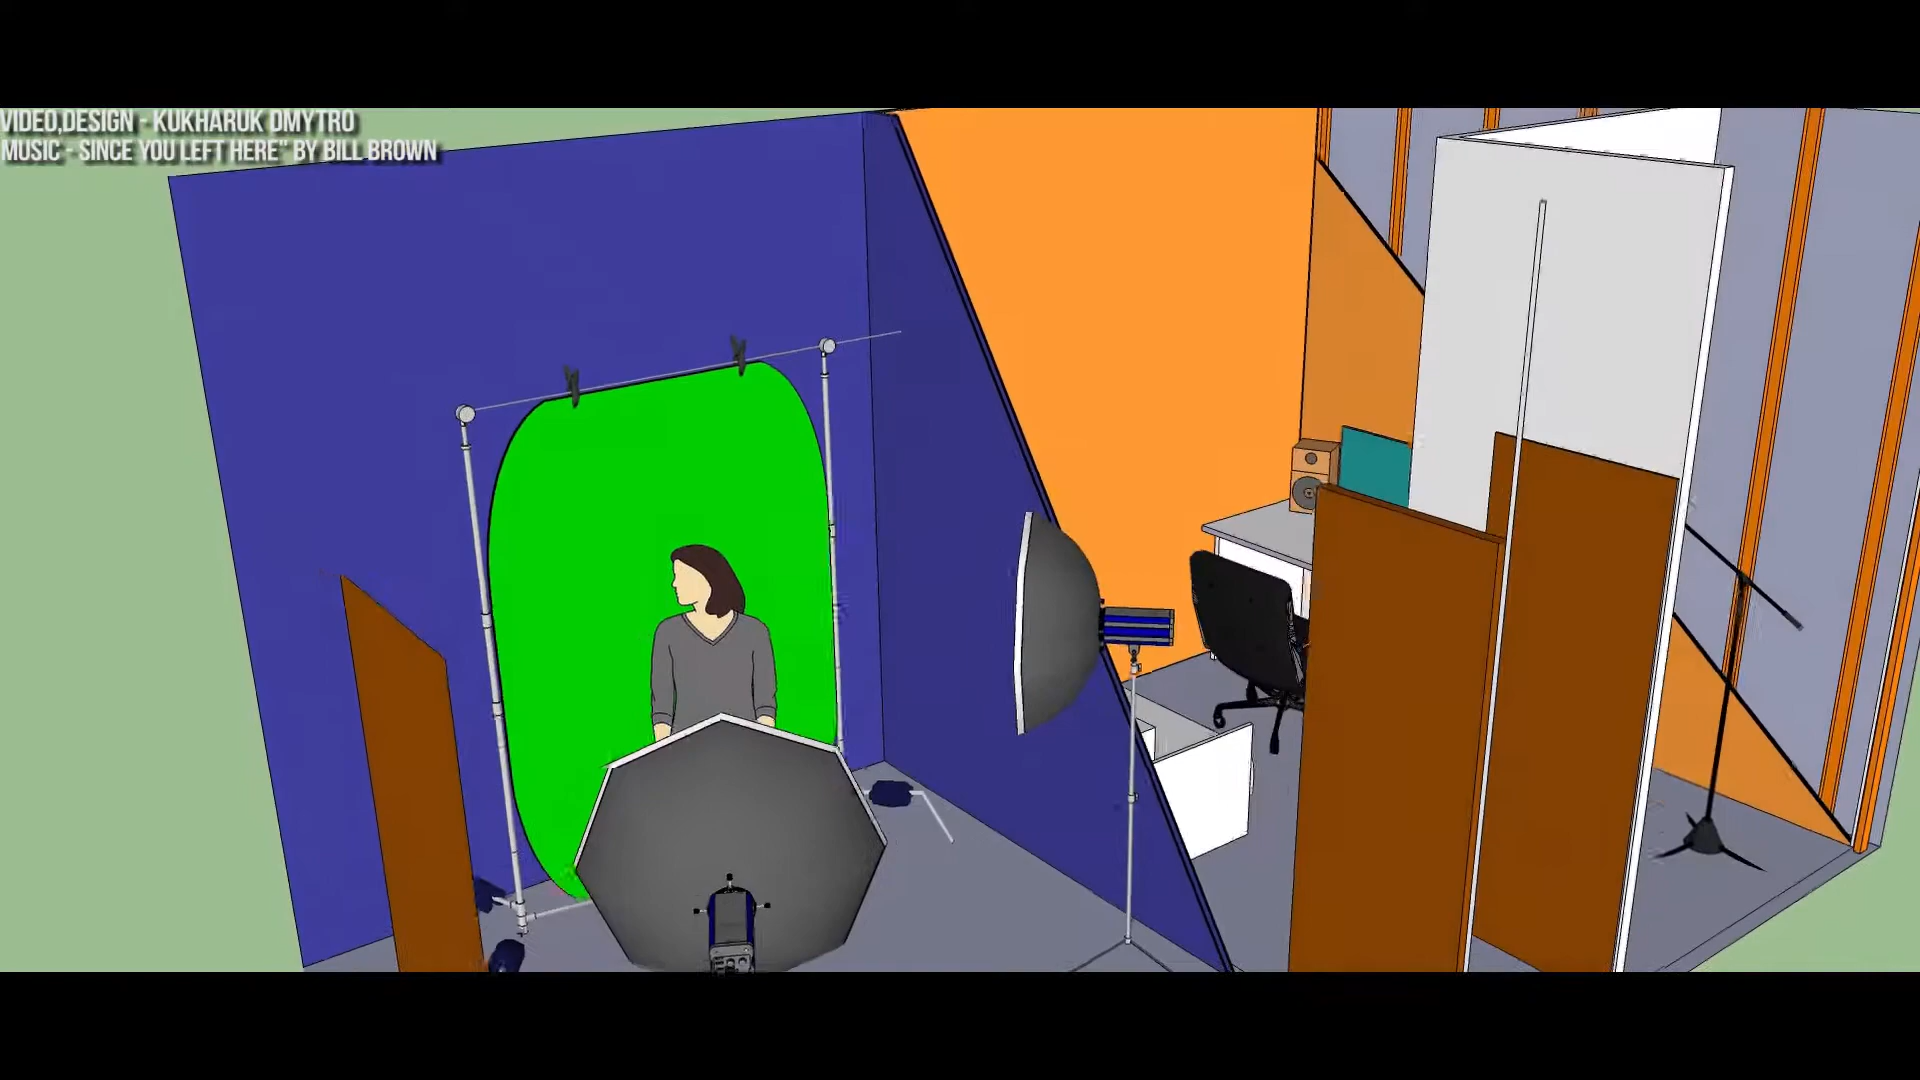 VIDEO,DESIGN - KUKHARUK DMYTRO
MUSIC - SINCE YOU LEFT HERE" BY BILL BROWN